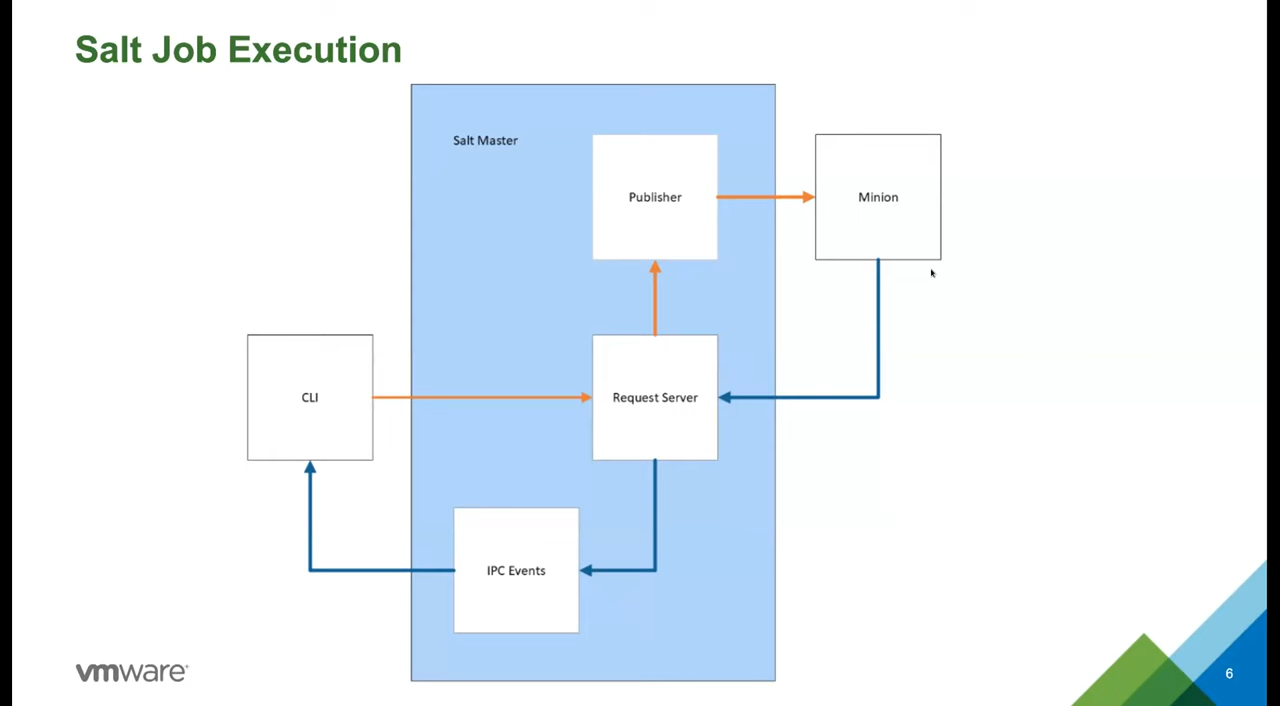 Salt Job Execution
Salt Master
Publisher
Minion
CLI
Request Server
IPC Events
vmware
6